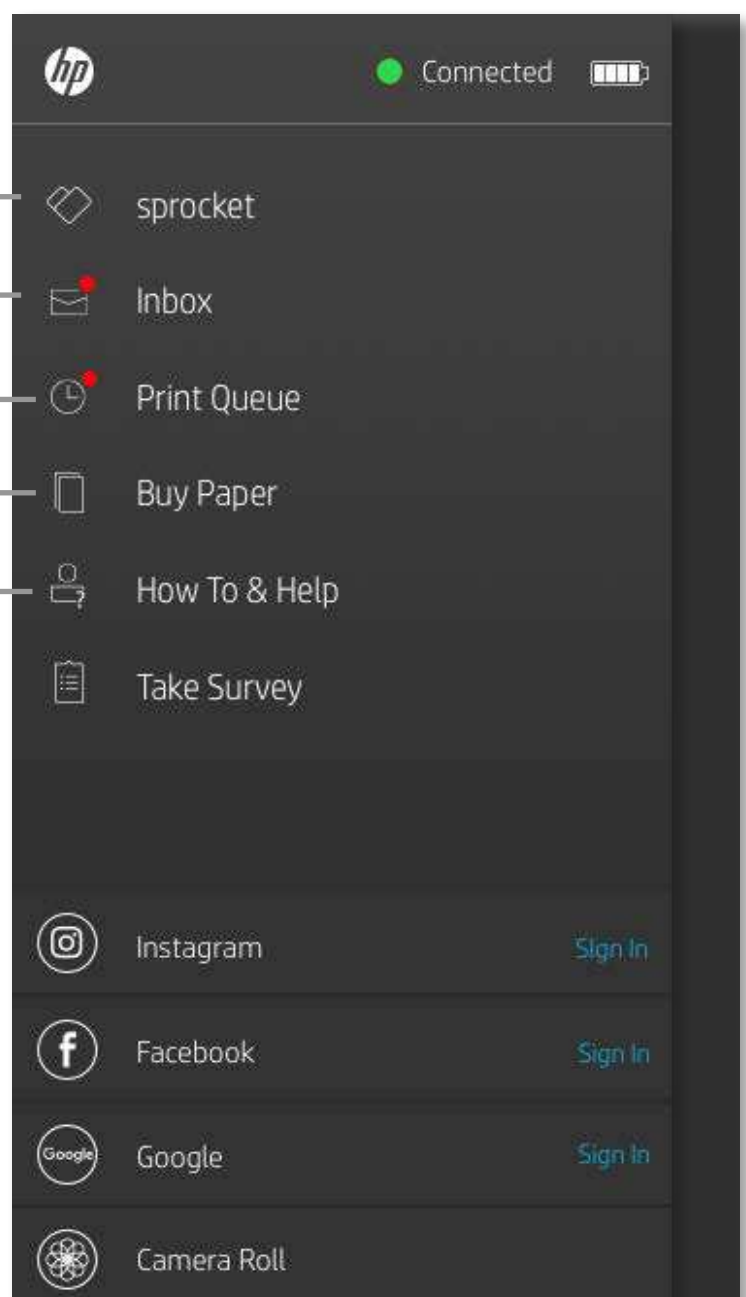 hp
Connected
sprocket
Inbox
Print Queue
Buy Paper
How To & Help
Take Survey
Instagram
SIgn In
Facebook
Sign In
Google
Google
Sign In
Camera Roll